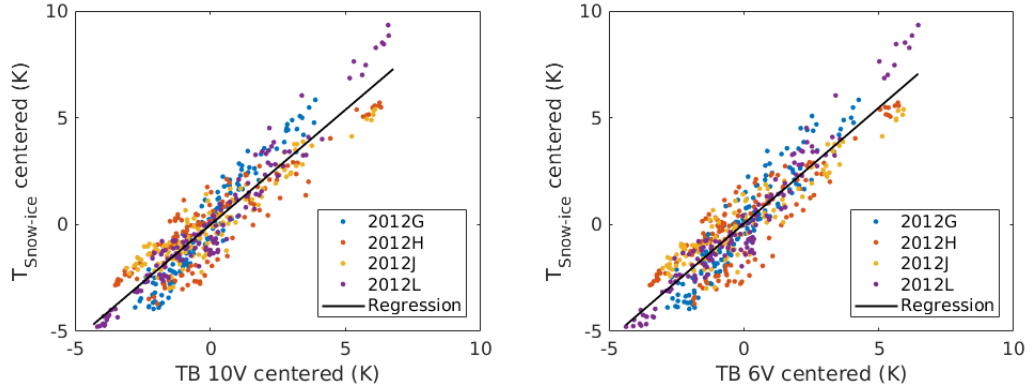 10
5
0
-5
-5
0
5
10
T_Snow-ice centered (K)
TB 10V centered (K)
2012G
2012H
2012J
2012L
Regression
10
5
0
-5
-5
0
5
10
T_Snow-ice centered (K)
TB 6V centered (K)
2012G
2012H
2012J
2012L
Regression